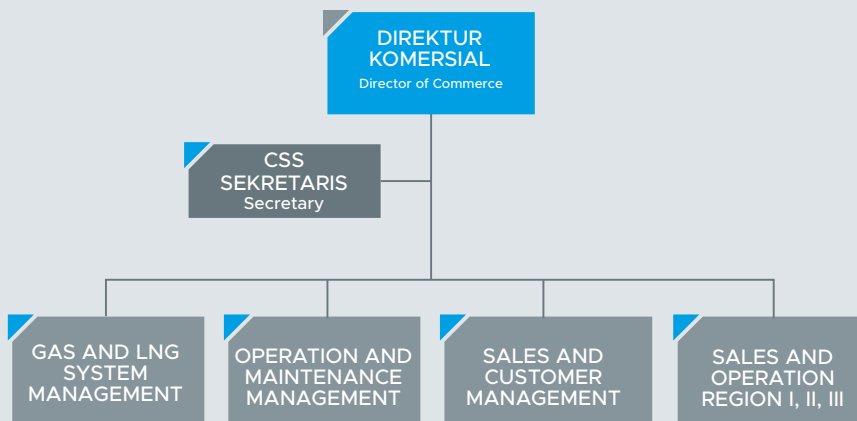 DIREKTUR
KOMERSIAL
Director of Commerce
CSS
SEKRETARIS
Secretary
GAS AND LNG
SYSTEM
MANAGEMENT
OPERATION AND
MAINTENANCE
MANAGEMENT
SALES AND
CUSTOMER
MANAGEMENT
SALES AND
OPERATION
REGION I, II, III